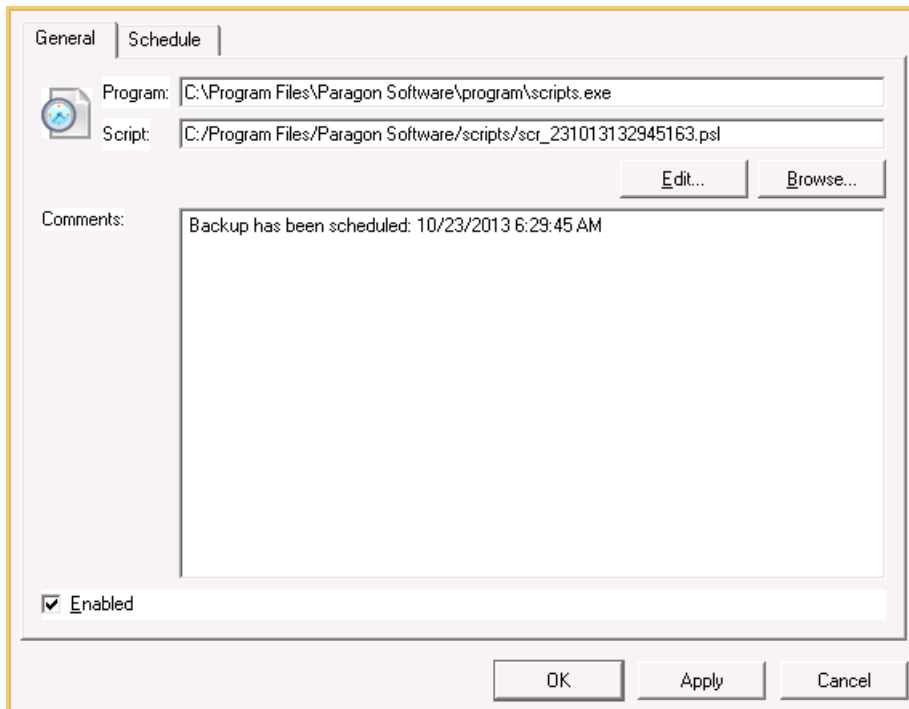 General Schedule
Program: C:\Program Files\Paragon Software\program\scripts.exe
Script: C:/Program Files/Paragon Software/scripts/scr_231013132945163.psl
Edit... Browse...
Comments: Backup has been scheduled: 10/23/2013 6:29:45 AM
Enabled
OK Apply Cancel